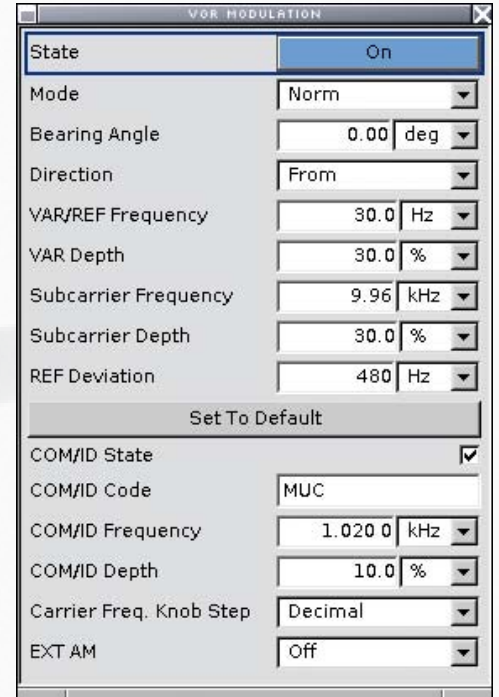 VOR MODULATION
State On
Mode Norm
Bearing Angle 0.00 deg
Direction From
VAR/REF Frequency 30.0 Hz
VAR Depth 30.0 %
Subcarrier Frequency 9.96 kHz
Subcarrier Depth 30.0 %
REF Deviation 480 Hz
Set To Default
COM/ID State
COM/ID Code MUC
COM/ID Frequency 1.020 0 kHz
COM/ID Depth 10.0 %
Carrier Freq. Knob Step Decimal
EXT AM Off